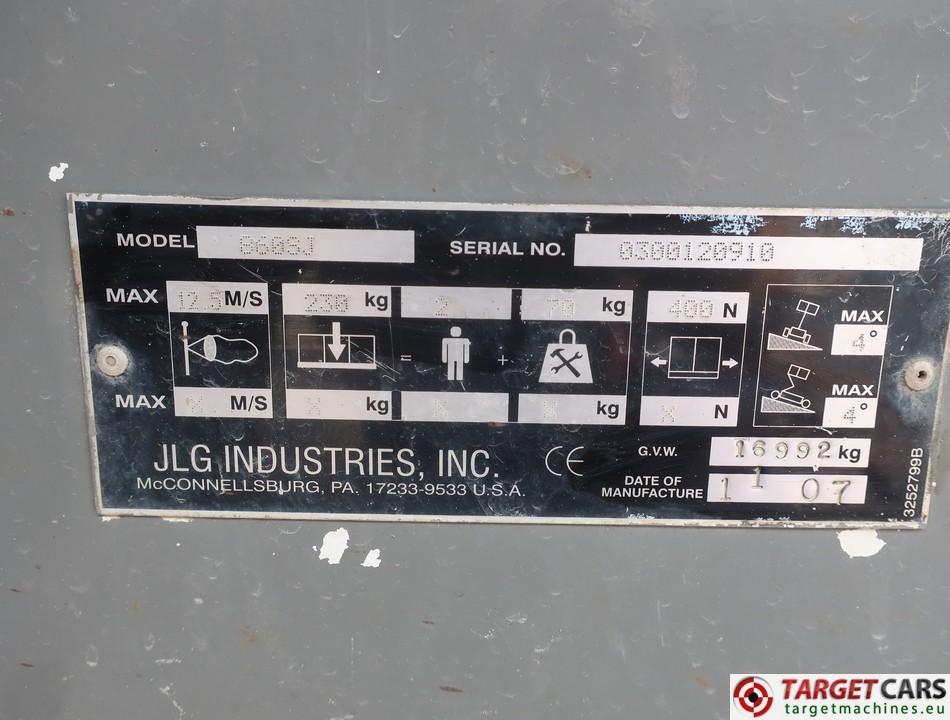 MODEL 860SJ SERIAL NO. 0300120910
MAX 12.5 M/S 230 kg 2 70 kg 400 N MAX 4°
= +
MAX X M/S X kg X X kg X N MAX 4°
JLG INDUSTRIES, INC. CE G.V.W. 16992 kg
McCONNELLSBURG, PA. 17233-9533 U.S.A. DATE OF MANUFACTURE 11 07
3252799B
TARGETCARS
targetmachines.eu